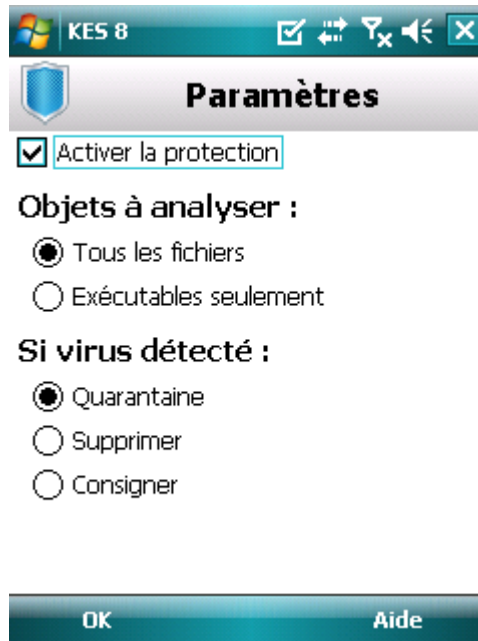 KES 8
Paramètres
Activer la protection
Objets à analyser :
Tous les fichiers
Exécutables seulement
Si virus détecté :
Quarantaine
Supprimer
Consigner
OK Aide